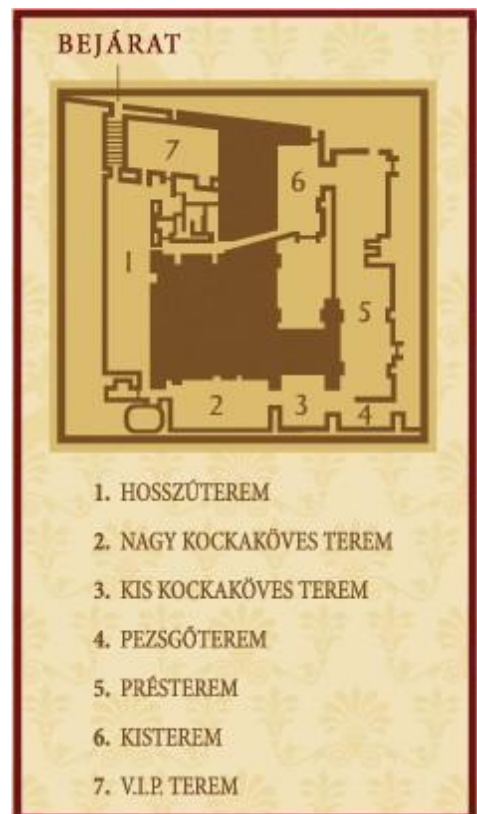 BEJÁRAT
7
6
1
5
2
3
4
1. HOSSZÚTEREM
2. NAGY KOCKAKÖVES TEREM
3. KIS KOCKAKÖVES TEREM
4. PEZSGŐTEREM
5. PRÉSTEREM
6. KISTEREM
7. V.I.P. TEREM